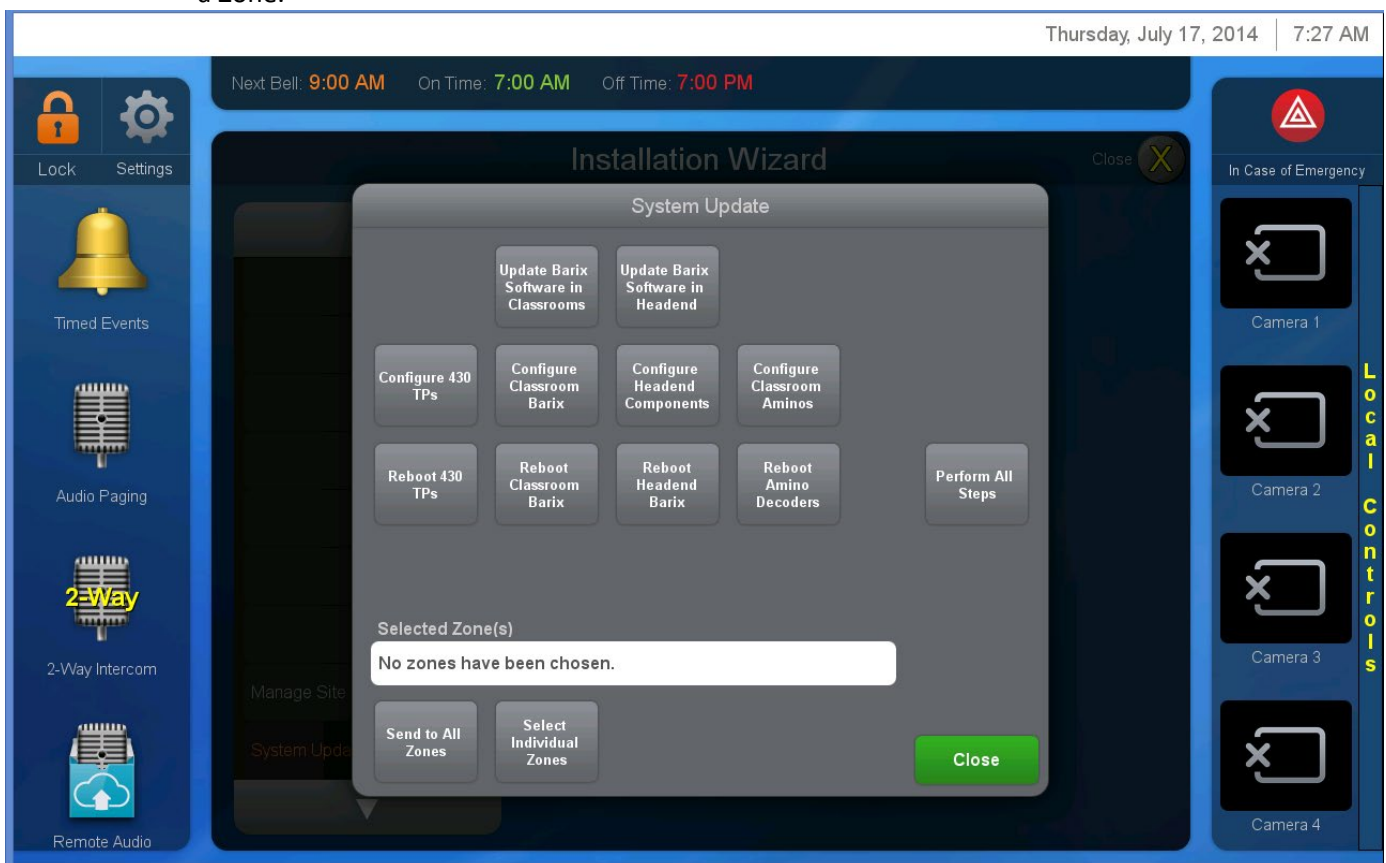 a Zone.
Thursday, July 17, 2014 7:27 AM
Next Bell: 9:00 AM On Time: 7:00 AM Off Time: 7:00 PM
Lock Settings
Installation Wizard
Close X
In Case of Emergency
System Update
Update Barix
Software in
Classrooms
Update Barix
Software in
Headend
Timed Events
Camera 1
Configure 430
TPs
Configure
Classroom
Barix
Configure
Headend
Components
Configure
Classroom
Aminos
Reboot 430
TPs
Reboot
Classroom
Barix
Reboot
Headend
Barix
Reboot
Amino
Decoders
Perform All
Steps
Audio Paging
Camera 2
Local Controls
2-Way
2-Way Intercom
Selected Zone(s)
No zones have been chosen.
Camera 3
Manage Site
System Upda
Send to All
Zones
Select
Individual
Zones
Close
Remote Audio
Camera 4